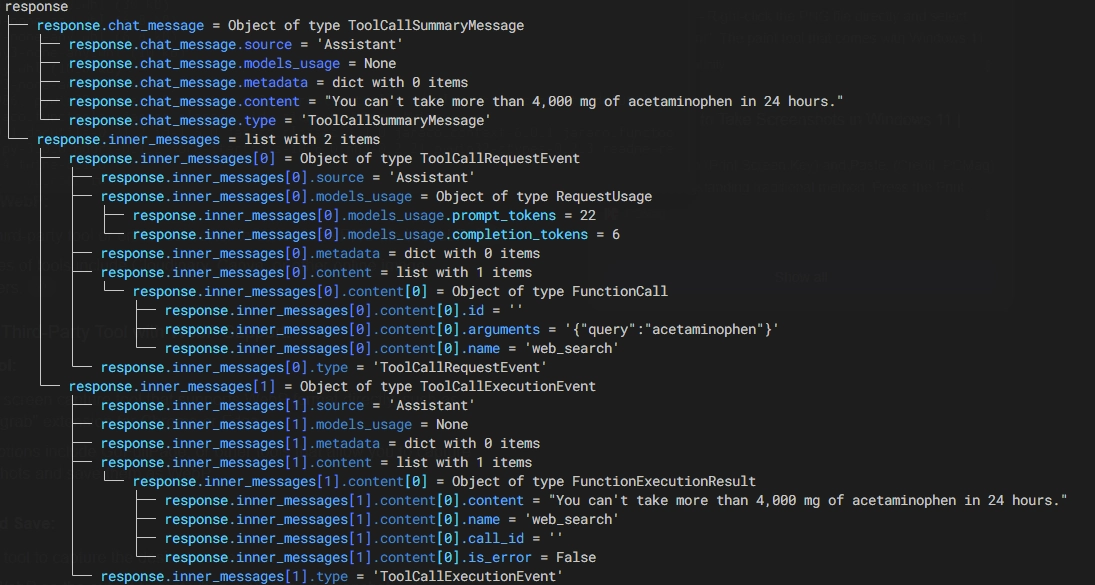 response
response.chat_message = Object of type ToolCallSummaryMessage
response.chat_message.source = 'Assistant'
response.chat_message.models_usage = None
response.chat_message.metadata = dict with 0 items
response.chat_message.content = "You can't take more than 4,000 mg of acetaminophen in 24 hours."
response.chat_message.type = 'ToolCallSummaryMessage'
response.inner_messages = list with 2 items
response.inner_messages[0] = Object of type ToolCallRequestEvent
response.inner_messages[0].source = 'Assistant'
response.inner_messages[0].models_usage = Object of type RequestUsage
response.inner_messages[0].models_usage.prompt_tokens = 22
response.inner_messages[0].models_usage.completion_tokens = 6
response.inner_messages[0].metadata = dict with 0 items
response.inner_messages[0].content = list with 1 items
response.inner_messages[0].content[0] = Object of type FunctionCall
response.inner_messages[0].content[0].id = ''
response.inner_messages[0].content[0].arguments = '{"query":"acetaminophen"}'
response.inner_messages[0].content[0].name = 'web_search'
response.inner_messages[0].type = 'ToolCallRequestEvent'
response.inner_messages[1] = Object of type ToolCallExecutionEvent
response.inner_messages[1].source = 'Assistant'
response.inner_messages[1].models_usage = None
response.inner_messages[1].metadata = dict with 0 items
response.inner_messages[1].content = list with 1 items
response.inner_messages[1].content[0] = Object of type FunctionExecutionResult
response.inner_messages[1].content[0].content = "You can't take more than 4,000 mg of acetaminophen in 24 hours."
response.inner_messages[1].content[0].name = 'web_search'
response.inner_messages[1].content[0].call_id = ''
response.inner_messages[1].content[0].is_error = False
response.inner_messages[1].type = 'ToolCallExecutionEvent'